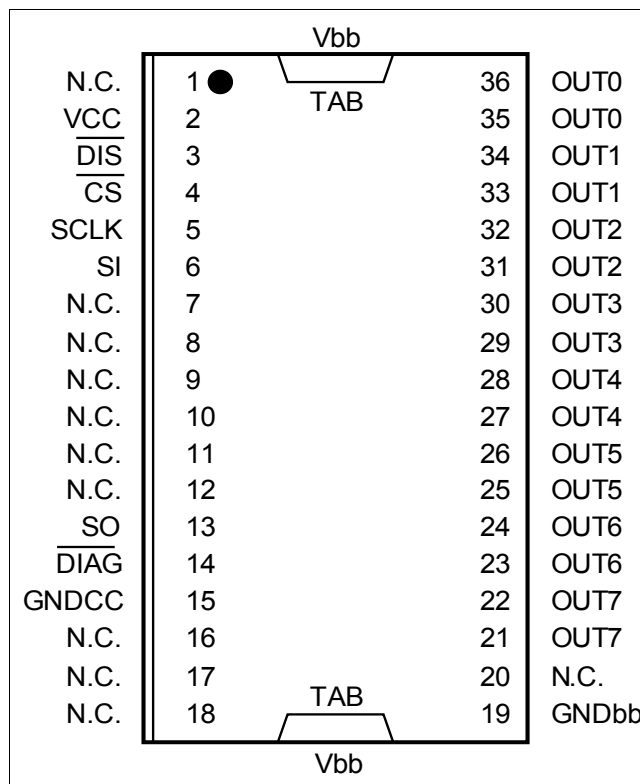 Vbb
N.C. 1 TAB 36 OUT0
VCC 2 35 OUT0
D̅I̅S̅ 3 34 OUT1
C̅S̅ 4 33 OUT1
SCLK 5 32 OUT2
SI 6 31 OUT2
N.C. 7 30 OUT3
N.C. 8 29 OUT3
N.C. 9 28 OUT4
N.C. 10 27 OUT4
N.C. 11 26 OUT5
N.C. 12 25 OUT5
SO 13 24 OUT6
D̅I̅A̅G̅ 14 23 OUT6
GNDCC 15 22 OUT7
N.C. 16 21 OUT7
N.C. 17 20 N.C.
N.C. 18 TAB 19 GNDbb
Vbb